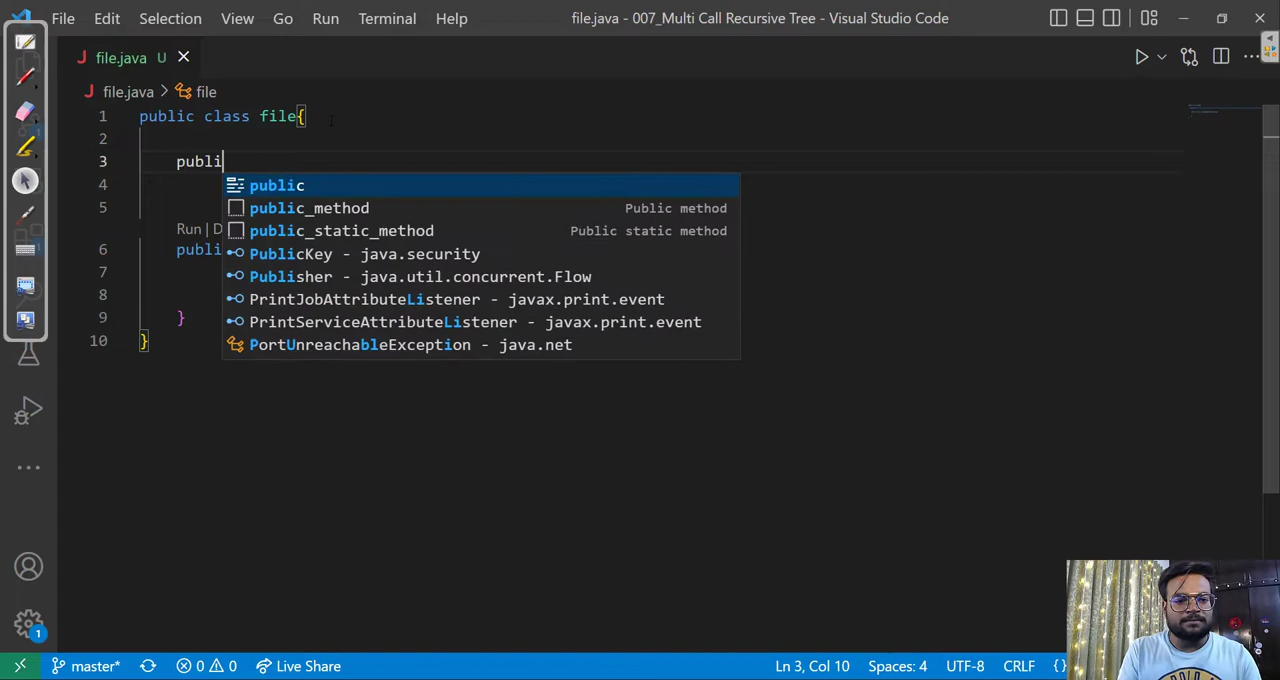 File Edit Selection View Go Run Terminal Help file.java - 007_Multi Call Recursive Tree - Visual Studio Code
file.java U
file.java > file
1 public class file{
2
3 publi
public
4
public_method Public method
5
public_static_method Public static method
Run | D
6 publi
PublicKey - java.security
7
Publisher - java.util.concurrent.Flow
8
PrintJobAttributeListener - javax.print.event
9 }
PrintServiceAttributeListener - javax.print.event
10 }
PortUnreachableException - java.net
1
master* 0 0 Live Share Ln 3, Col 10 Spaces: 4 UTF-8 CRLF {}